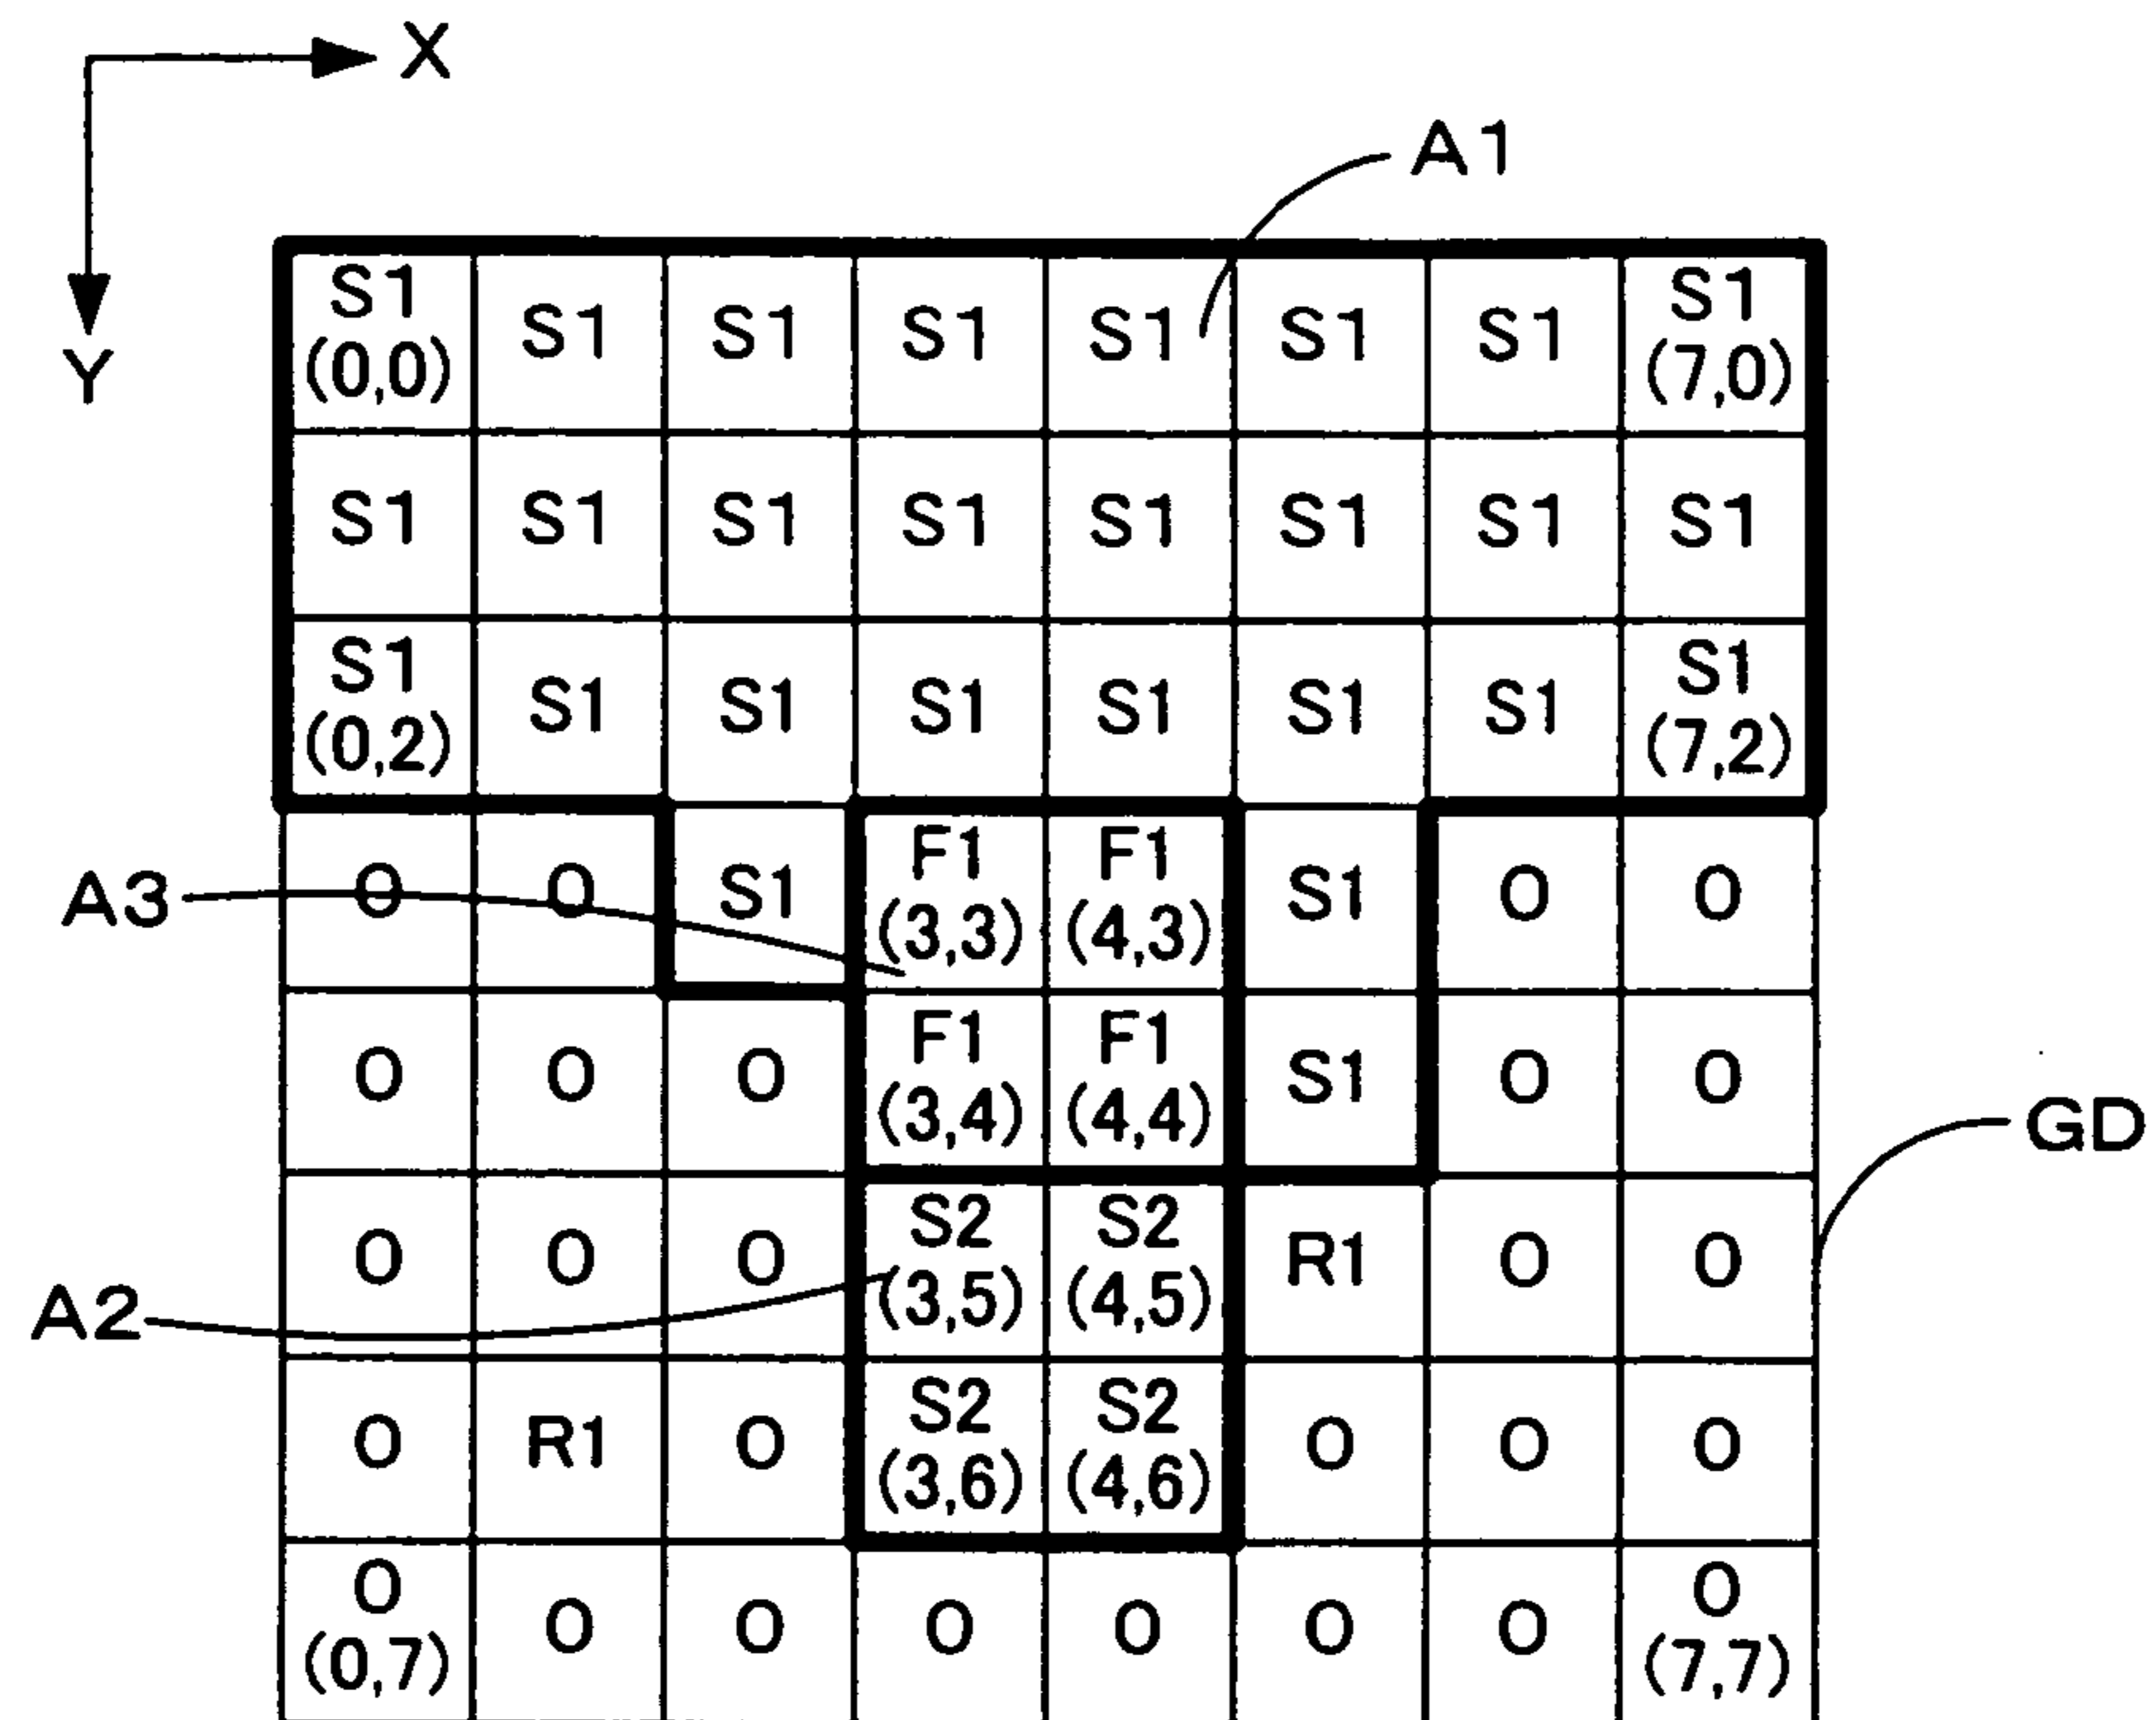 X
Y
A1
S1 S1 S1 S1 S1 S1 S1 S1
(0,0) (7,0)
S1 S1 S1 S1 S1 S1 S1 S1
S1 S1 S1 S1 S1 S1 S1 S1
(0,2) (7,2)
A3
O O S1 F1 F1 S1 O O
(3,3) (4,3)
O O O F1 F1 S1 O O
(3,4) (4,4)
GD
O O O S2 S2 R1 O O
(3,5) (4,5)
A2
O R1 O S2 S2 O O O
(3,6) (4,6)
O O O O O O O O
(0,7) (7,7)